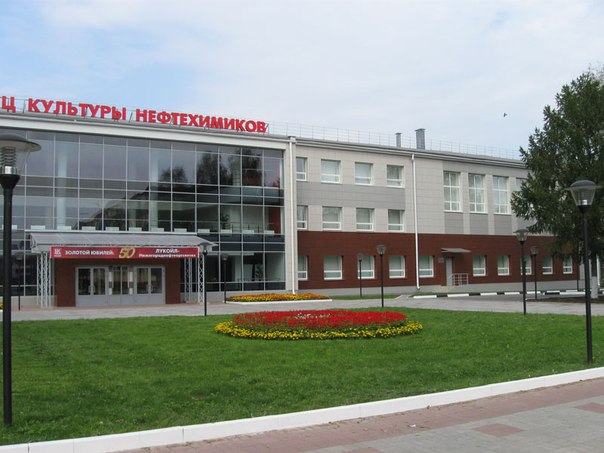 Ц КУЛЬТУРЫ НЕФТЕХИМИКОВ
ЗОЛОТОЙ ЮБИЛЕЙ 50 ЛУКОЙЛ-
Нижегороднефтеоргсинтез